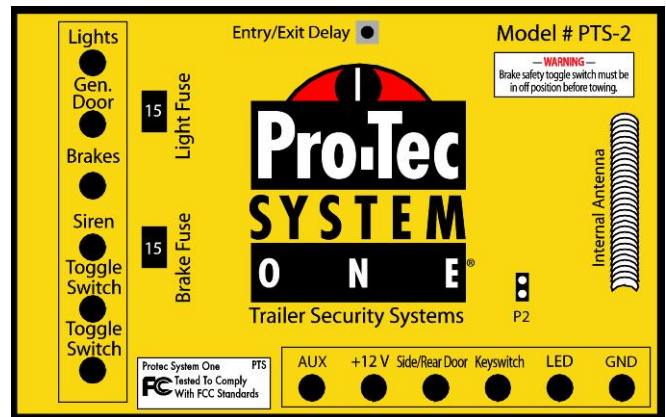 Lights
Gen.
Door
Brakes
Siren
Toggle
Switch
Toggle
Switch
15
Light Fuse
15
Brake Fuse
Entry/Exit Delay
Model # PTS-2
— WARNING —
Brake safety toggle switch must be
in off position before towing.
Pro-Tec
SYSTEM
ONE®
Trailer Security Systems
Internal Antenna
P2
Protec System One PTS
FC Tested To Comply
With FCC Standards
AUX +12 V Side/Rear Door Keyswitch LED GND